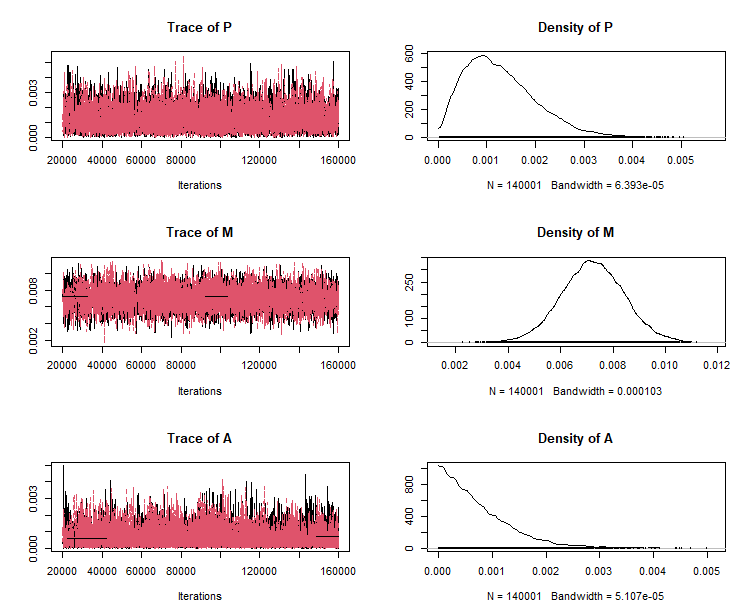 Trace of P
0.003
0.000
20000 40000 60000 80000 120000 160000
Iterations
Density of P
600
400
200
0
0.000 0.001 0.002 0.003 0.004 0.005
N = 140001 Bandwidth = 6.393e-05
Trace of M
0.008
0.002
20000 40000 60000 80000 120000 160000
Iterations
Density of M
250
100
0
0.002 0.004 0.006 0.008 0.010 0.012
N = 140001 Bandwidth = 0.000103
Trace of A
0.003
0.000
20000 40000 60000 80000 120000 160000
Iterations
Density of A
800
400
0
0.000 0.001 0.002 0.003 0.004 0.005
N = 140001 Bandwidth = 5.107e-05